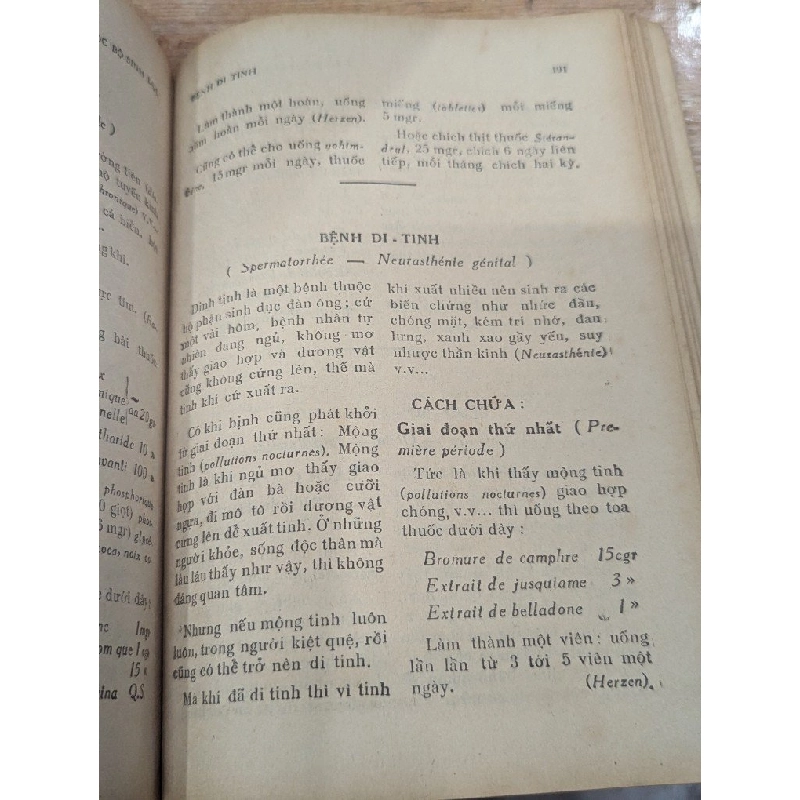 ỌC BỘ SINH DỤC
BỆNH DI TINH
191
Làm thành một hoàn, uống
năm hoàn mỗi ngày (Herzen).
Cũng có thể cho uống yohim-
bine, 15mgr mỗi ngày, thuốc
miếng (tablettes) mỗi miếng
5 mgr.
Hoặc chích thịt thuốc
25 mgr, chích 6 ngày liên
tiếp, mỗi tháng chích hai kỳ.
BỆNH DI - TINH
( Spermatorrhée — Neurasthénie génital )
Dinh tinh là một bệnh thuộc
bộ phận sinh dục đàn ông; cứ
một vài hôm, bệnh nhân tự
nhiên đang ngủ, không mơ
thấy giao hợp và dương vật
cũng không cứng lên, thế mà
tinh khí cứ xuất ra.
Có khi bịnh cũng phát khởi
từ giai đoạn thứ nhất: Mộng
tinh (pollutions nocturnes). Mộng
tinh là khi ngủ mơ thấy giao
hợp với đàn bà hoặc cưỡi
ngựa, đi mô tô rồi dương vật
cứng lên dễ xuất tinh. Ở những
người khỏe, sống độc thân mà
lâu lâu thấy như vậy, thì không
đáng quan tâm.
Nhưng nếu mộng tinh luôn
luôn, trong người kiệt quệ, rồi
cũng có thể trở nên di tinh.
Mà khi đã di tinh thì vì tinh
khí xuất nhiều nên sinh ra các
biến chứng như nhức đầu,
chóng mặt, kém trí nhớ, đau
lưng, xanh xao gầy yếu, suy
nhược thần kinh (Neurasthénie)
v.v...
CÁCH CHỮA :
Giai đoạn thứ nhất ( Pre-
mière période )
Tức là khi thấy mộng tinh
(pollutions nocturnes) giao hợp
chóng, v.v... thì uống theo toa
thuốc dưới đây :
Bromure de camphre 15cgr
Extrait de jusquiame 3 »
Extrait de belladone 1 »
Làm thành một viên : uống
lần lần từ 3 tới 5 viên một
ngày. (Herzen).